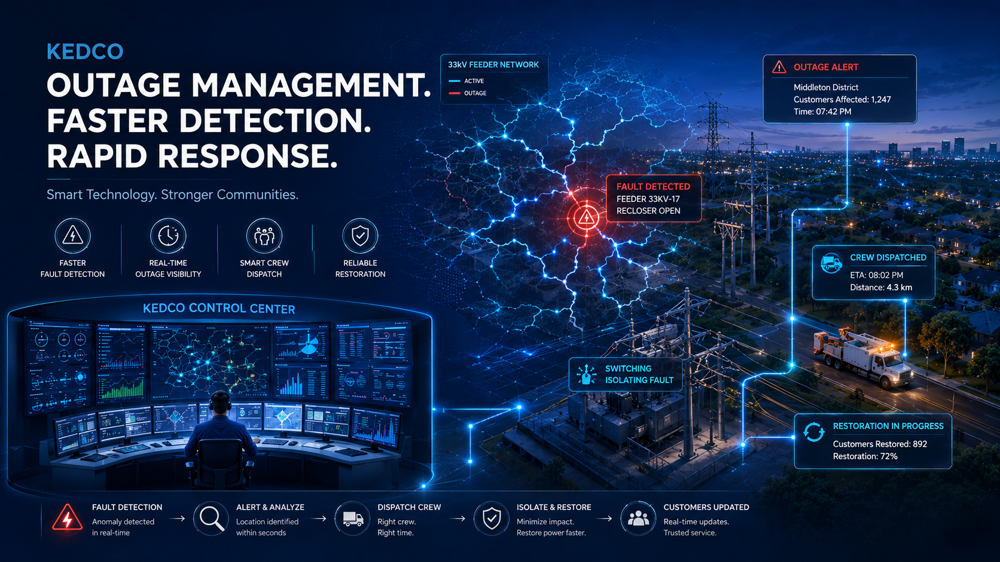 KEDCO
OUTAGE MANAGEMENT.
FASTER DETECTION.
RAPID RESPONSE.
Smart Technology. Stronger Communities.
FASTER
FAULT DETECTION
REAL-TIME
OUTAGE VISIBILITY
SMART CREW
DISPATCH
RELIABLE
RESTORATION
33kV FEEDER NETWORK
ACTIVE
OUTAGE
FAULT DETECTED
FEEDER 33KV-17
RECLOSER OPEN
OUTAGE ALERT
Middleton District
Customers Affected: 1,247
Time: 07:42 PM
CREW DISPATCHED
ETA: 08:02 PM
Distance: 4.3 km
SWITCHING
ISOLATING FAULT
RESTORATION IN PROGRESS
Customers Restored: 892
Restoration: 72%
KEDCO CONTROL CENTER
FAULT DETECTION
Anomaly detected
in real-time
ALERT & ANALYZE
Location identified
within seconds
DISPATCH CREW
Right crew.
Right time.
ISOLATE & RESTORE
Minimize impact.
Restore power faster.
CUSTOMERS UPDATED
Real-time updates.
Trusted service.